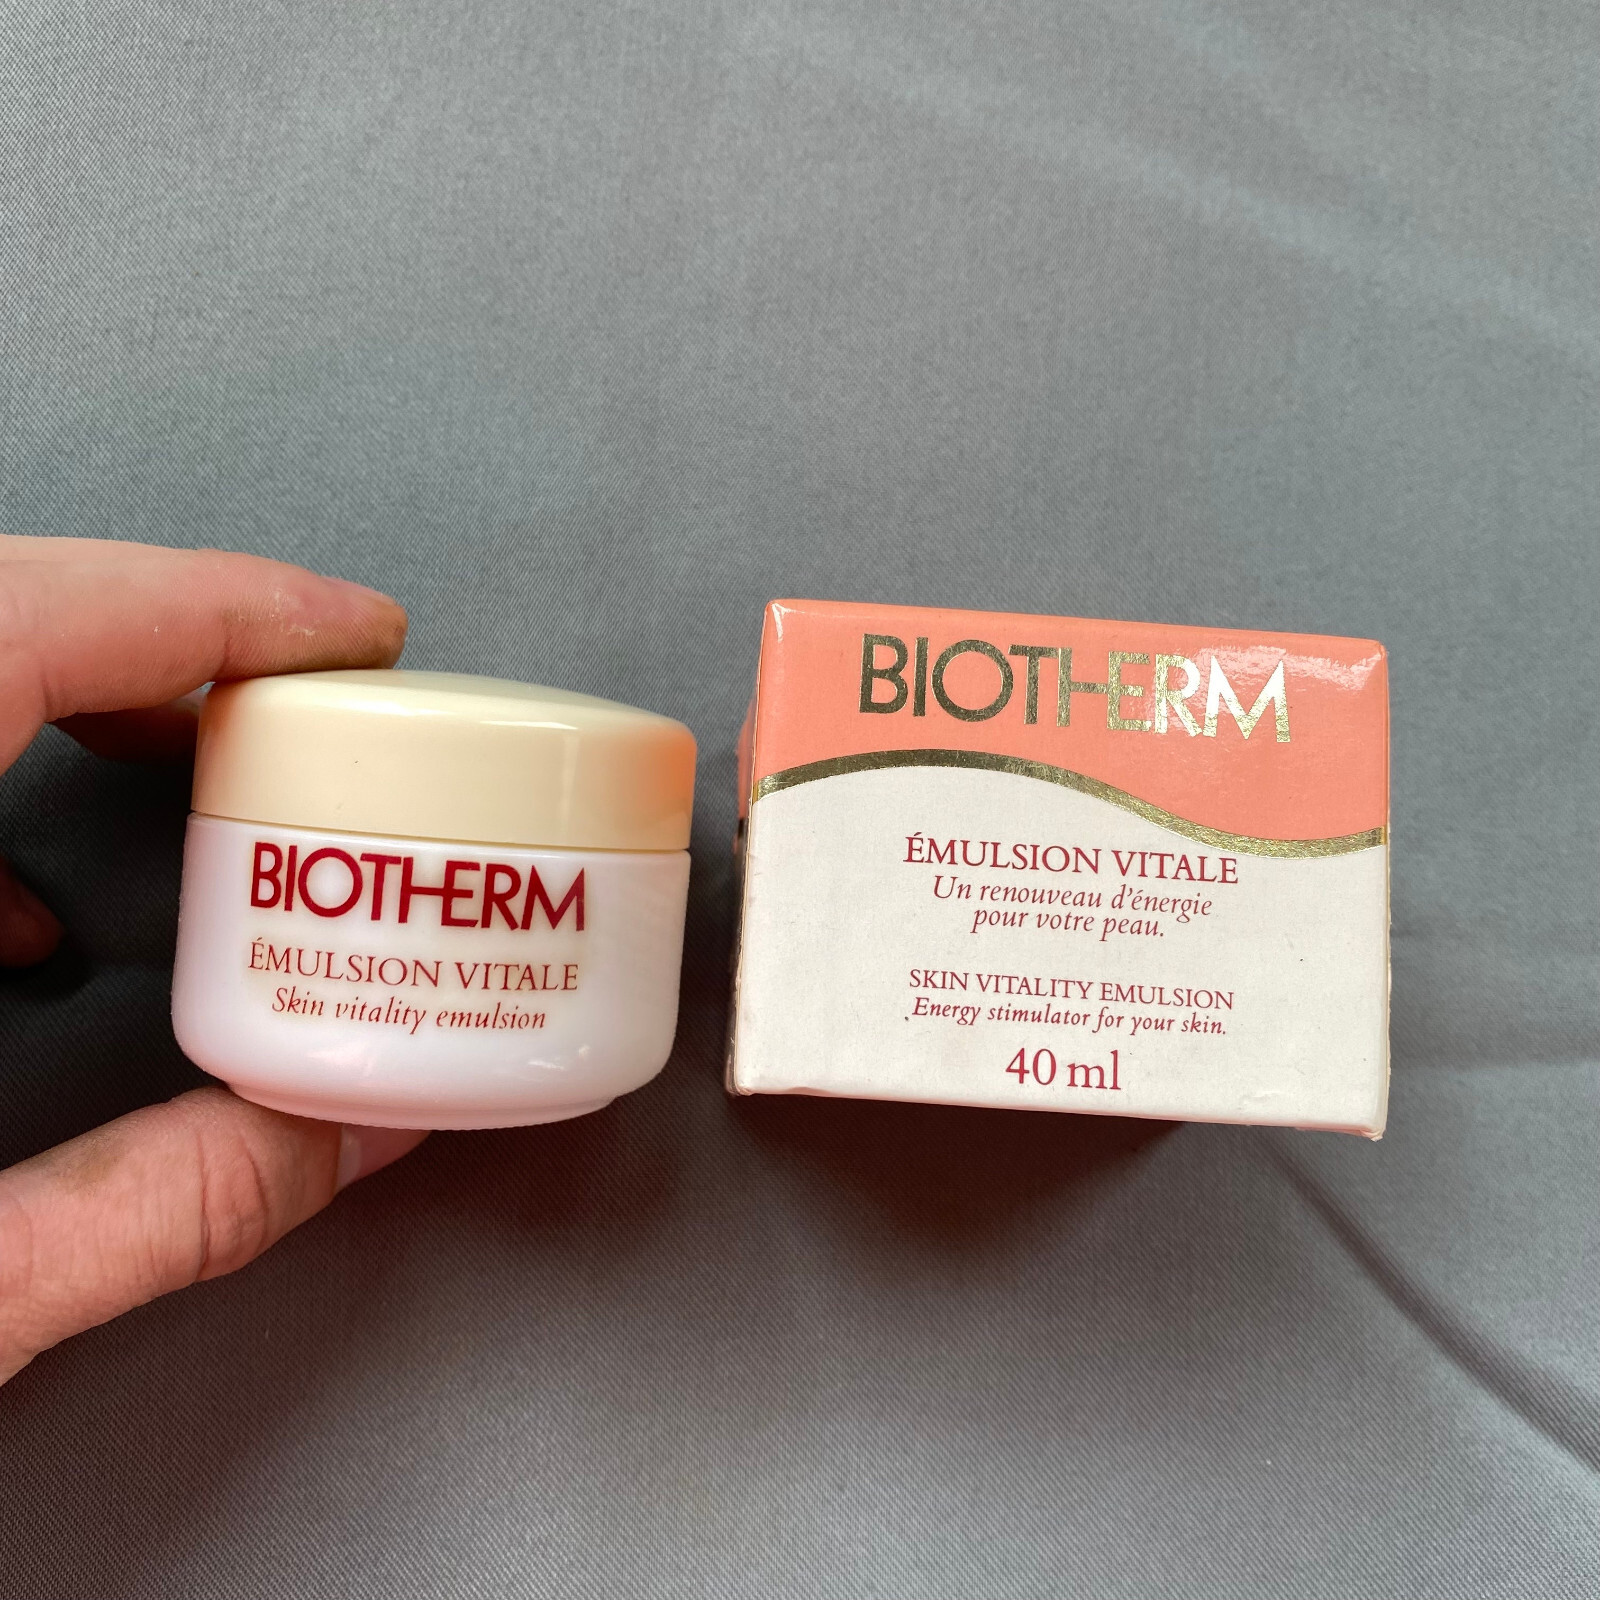 BIOTHERM
ÉMULSION VITALE
Skin vitality emulsion
BIOTHERM
ÉMULSION VITALE
Un renouveau d'énergie
pour votre peau.
SKIN VITALITY EMULSION
Energy stimulator for your skin.
40 ml